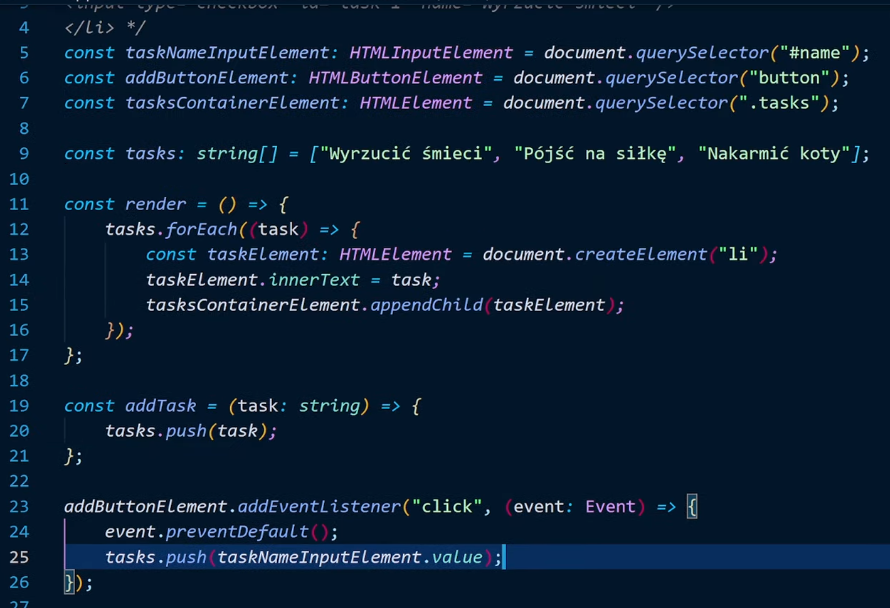 4 </li> */
5 const taskNameInputElement: HTMLInputElement = document.querySelector("#name");
6 const addButtonElement: HTMLButtonElement = document.querySelector("button");
7 const tasksContainerElement: HTMLElement = document.querySelector(".tasks");
8
9 const tasks: string[] = ["Wyrzucić śmieci", "Pójść na siłkę", "Nakarmić koty"];
10
11 const render = () => {
12 tasks.forEach((task) => {
13 const taskElement: HTMLElement = document.createElement("li");
14 taskElement.innerText = task;
15 tasksContainerElement.appendChild(taskElement);
16 });
17 };
18
19 const addTask = (task: string) => {
20 tasks.push(task);
21 };
22
23 addButtonElement.addEventListener("click", (event: Event) => {
24 event.preventDefault();
25 tasks.push(taskNameInputElement.value);
26 });
27